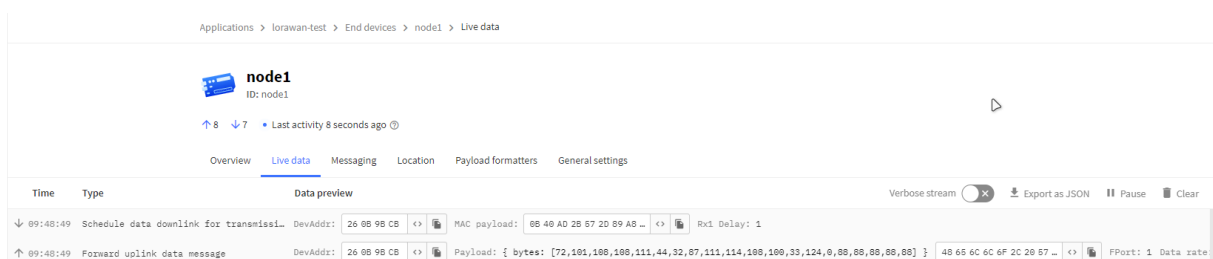 Applications > lorawan-test > End devices > node1 > Live data
node1
ID: node1
↑ 8 ↓ 7 • Last activity 8 seconds ago
Overview Live data Messaging Location Payload formatters General settings
Time Type Data preview Verbose stream Export as JSON Pause Clear
↓ 09:48:49 Schedule data downlink for transmissi… DevAddr: 26 0B 9B CB <> MAC payload: 0B 40 AD 2B 57 2D 89 A8 … <> Rx1 Delay: 1
↑ 09:48:49 Forward uplink data message DevAddr: 26 0B 9B CB <> Payload: { bytes: [72,101,108,108,111,44,32,87,111,114,108,100,33,124,0,88,88,88,88,88] } 48 65 6C 6C 6F 2C 20 57 … <> FPort: 1 Data rate